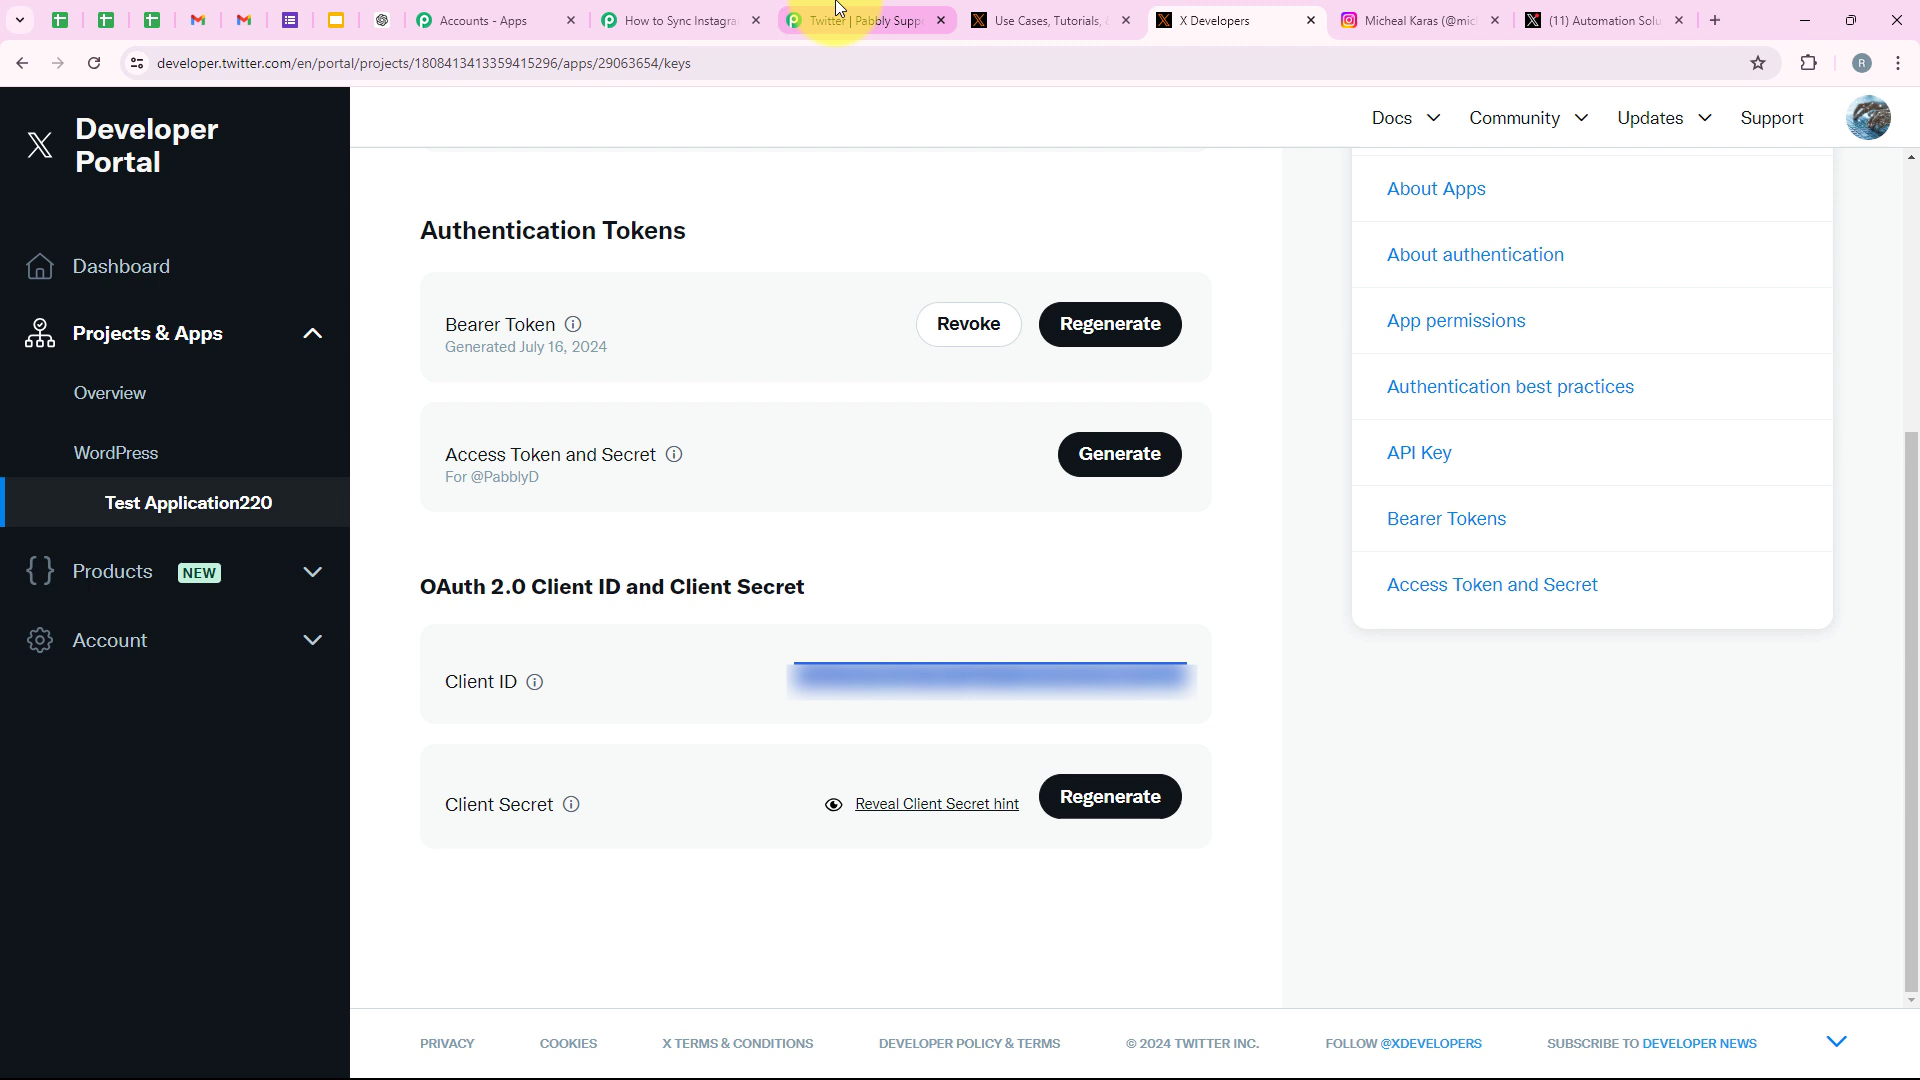 Accounts - Apps
How to Sync Instagra
Twitter | Pabbly Supp
Use Cases, Tutorials, &
X Developers
Micheal Karas (@mic
(11) Automation Solu
developer.twitter.com/en/portal/projects/1808413413359415296/apps/29063654/keys
R
Developer
Portal
Docs
Community
Updates
Support
Dashboard
Projects & Apps
Overview
WordPress
Test Application220
Products NEW
Account
Authentication Tokens
Bearer Token
Generated July 16, 2024
Revoke
Regenerate
Access Token and Secret
For @PabblyD
Generate
OAuth 2.0 Client ID and Client Secret
Client ID
Client Secret
Reveal Client Secret hint
Regenerate
About Apps
About authentication
App permissions
Authentication best practices
API Key
Bearer Tokens
Access Token and Secret
PRIVACY
COOKIES
X TERMS & CONDITIONS
DEVELOPER POLICY & TERMS
© 2024 TWITTER INC.
FOLLOW @XDEVELOPERS
SUBSCRIBE TO DEVELOPER NEWS